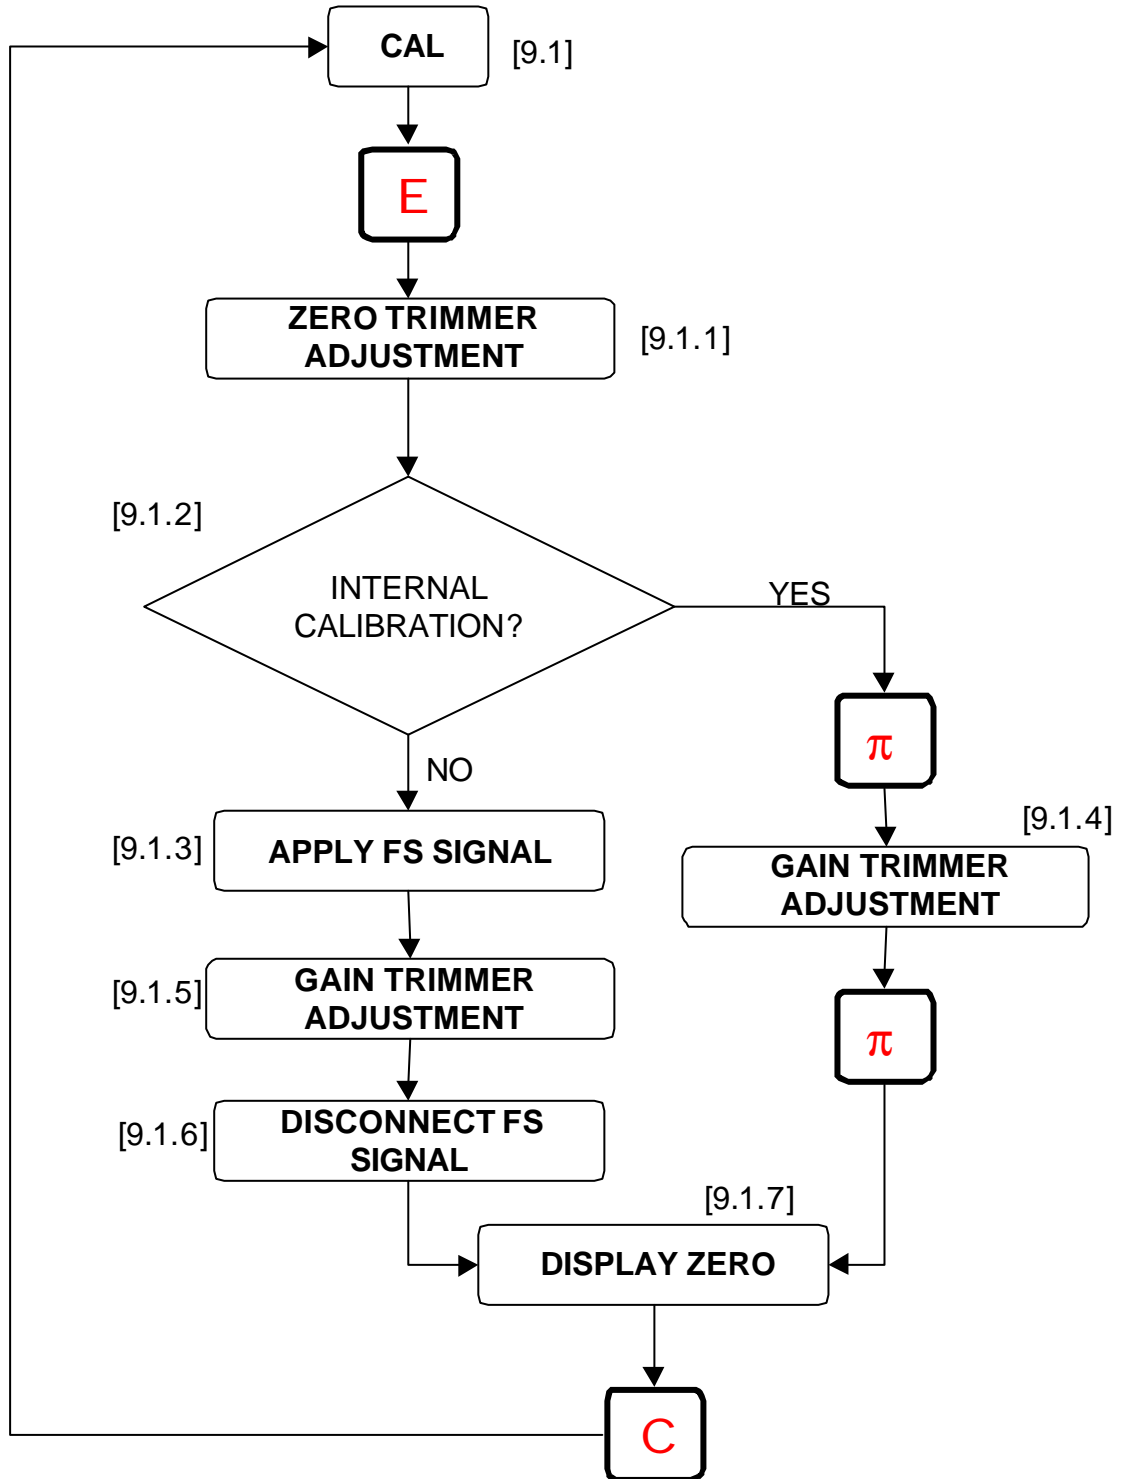 CAL
[9.1]
E
ZERO TRIMMER
ADJUSTMENT
[9.1.1]
[9.1.2]
INTERNAL
CALIBRATION?
YES
NO
π
[9.1.3]
APPLY FS SIGNAL
[9.1.4]
GAIN TRIMMER
ADJUSTMENT
[9.1.5]
GAIN TRIMMER
ADJUSTMENT
π
[9.1.6]
DISCONNECT FS
SIGNAL
[9.1.7]
DISPLAY ZERO
C